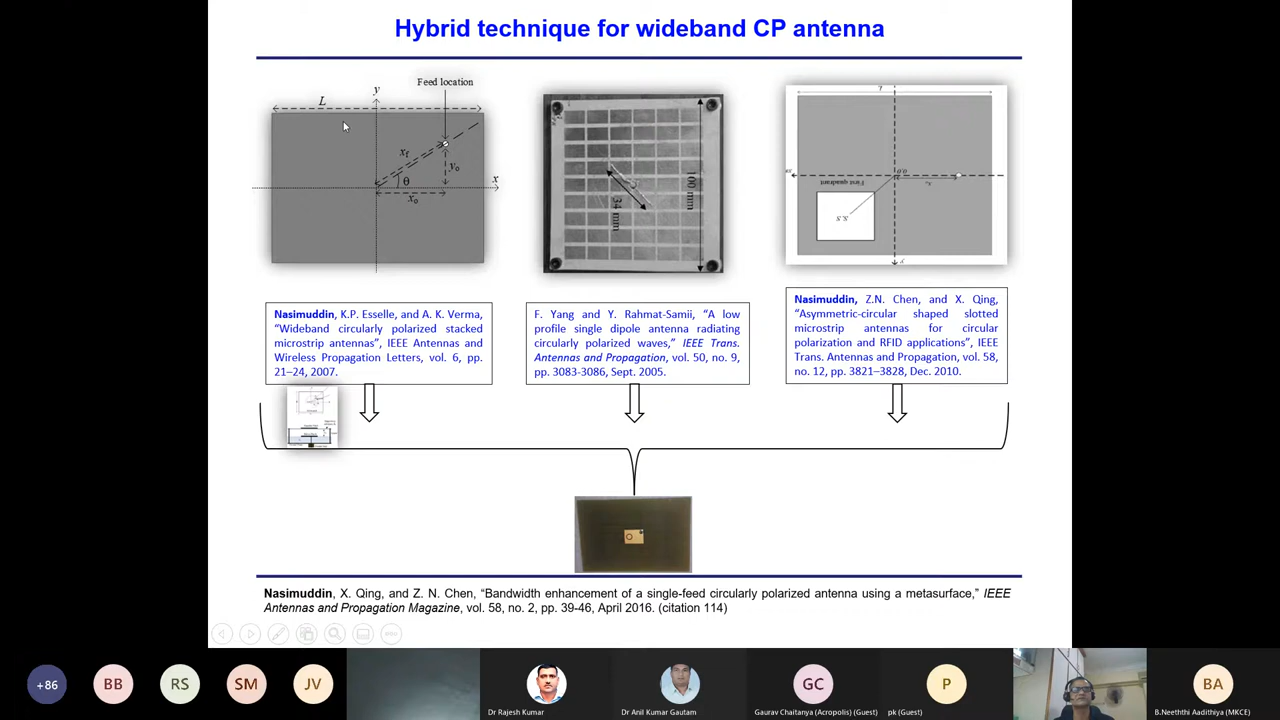 Hybrid technique for wideband CP antenna
Feed location
y
L
xf
yo
θ
x
xo
100 mm
34 mm
L
First quadrant
Nasimuddin, K.P. Esselle, and A. K. Verma,
“Wideband circularly polarized stacked
microstrip antennas”, IEEE Antennas and
Wireless Propagation Letters, vol. 6, pp.
21–24, 2007.
F. Yang and Y. Rahmat-Samii, “A low
profile single dipole antenna radiating
circularly polarized waves,” IEEE Trans.
Antennas and Propagation, vol. 50, no. 9,
pp. 3083-3086, Sept. 2005.
Nasimuddin, Z.N. Chen, and X. Qing,
“Asymmetric-circular shaped slotted
microstrip antennas for circular
polarization and RFID applications”, IEEE
Trans. Antennas and Propagation, vol. 58,
no. 12, pp. 3821–3828, Dec. 2010.
Nasimuddin, X. Qing, and Z. N. Chen, “Bandwidth enhancement of a single-feed circularly polarized antenna using a metasurface,” IEEE
Antennas and Propagation Magazine, vol. 58, no. 2, pp. 39-46, April 2016. (citation 114)
+86
BB
RS
SM
JV
Dr Rajesh Kumar
Dr Anil Kumar Gautam
GC
Gaurav Chaitanya (Acropolis) (Guest)
P
pk (Guest)
BA
B.Neeththi Aadithiya (MKCE)